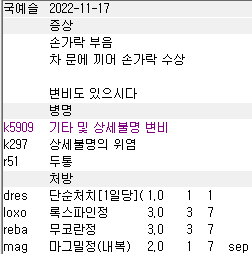 국예슬 2022-11-17
증상
손가락 부음
차 문에 끼어 손가락 수상
변비도 있으시다
병명
k5909 기타 및 상세불명 변비
k297 상세불명의 위염
r51 두통
처방
dres 단순처치[1일당]( 1,0 1 1
loxo 록스파인정 3,0 3 7
reba 무코란정 3,0 3 7
mag 마그밀정(내복) 2,0 1 7 sep